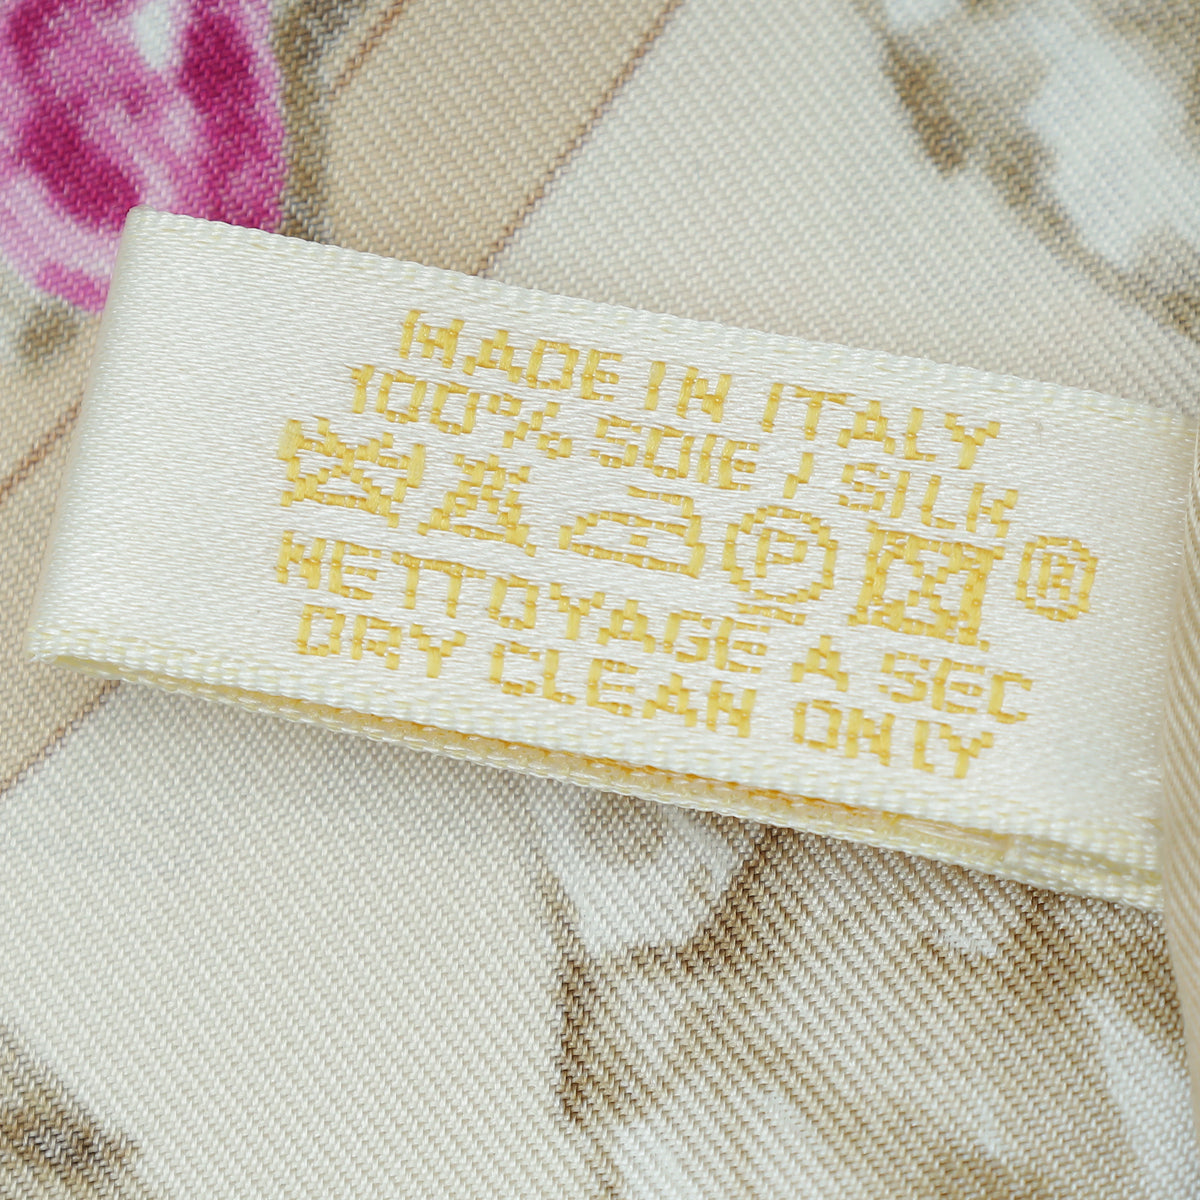 MADE IN ITALY
100% SOIE / SILK
P ®
NETTOYAGE A SEC
DRY CLEAN ONLY